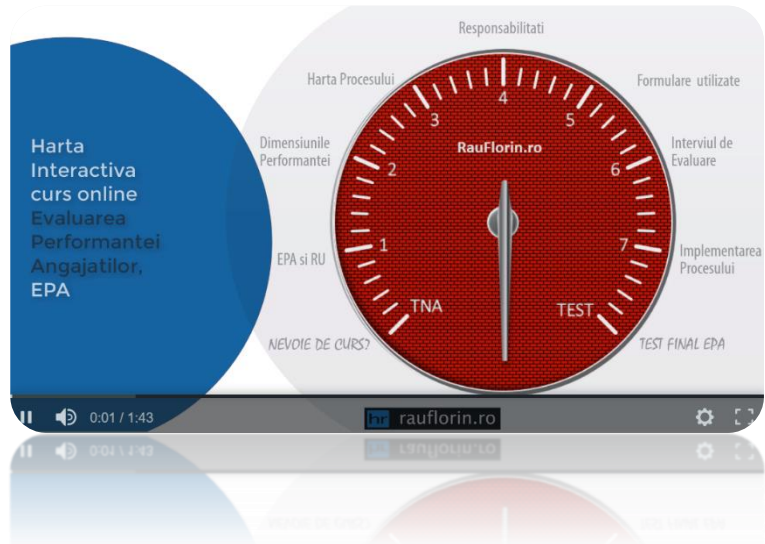 Harta
Interactiva
curs online
Evaluarea
Performantei
Angajatilor,
EPA
Responsabilitati
Harta Procesului
Formulare utilizate
Dimensiunile
Performantei
Interviul de
Evaluare
EPA si RU
Implementarea
Procesului
NEVOIE DE CURS?
TEST FINAL EPA
RauFlorin.ro
TNA
1
2
3
4
5
6
7
TEST
0:01 / 1:43
hr rauflorin.ro